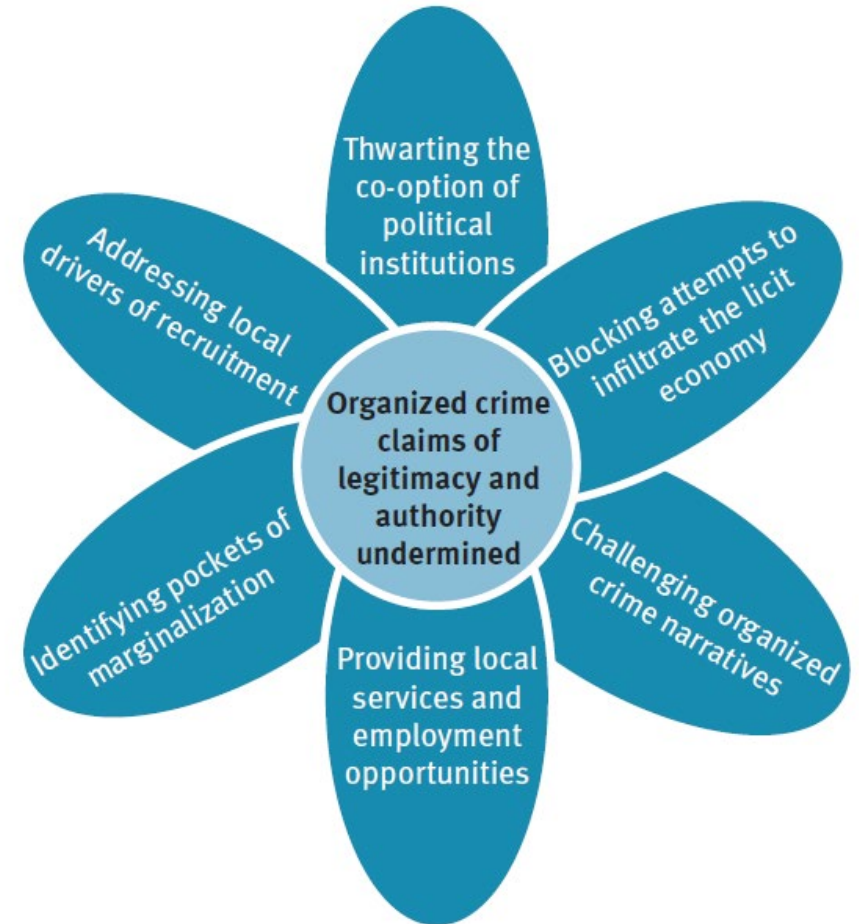 Thwarting the
co-option of
political
institutions
Blocking attempts to
infiltrate the licit
economy
Challenging organized
crime narratives
Providing local
services and
employment
opportunities
Identifying pockets of
marginalization
Addressing local
drivers of recruitment
Organized crime
claims of
legitimacy and
authority
undermined